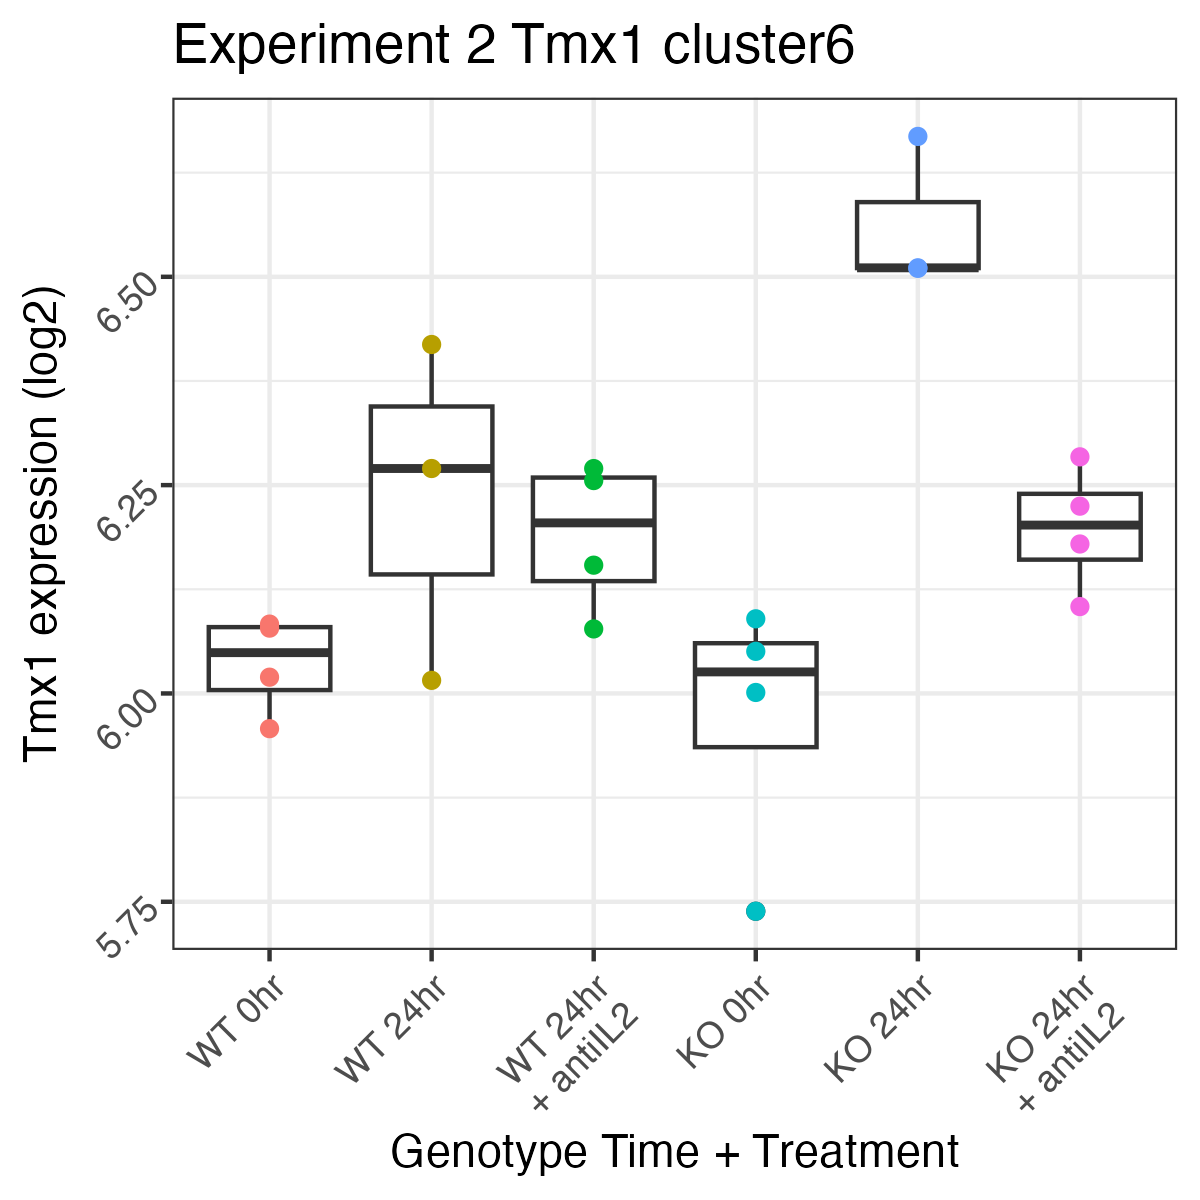 Experiment 2 Tmx1 cluster6
Tmx1 expression (log2)
6.50
6.25
6.00
5.75
WT 0hr
WT 24hr
WT 24hr
+ antiIL2
KO 0hr
KO 24hr
KO 24hr
+ antiIL2
Genotype Time + Treatment